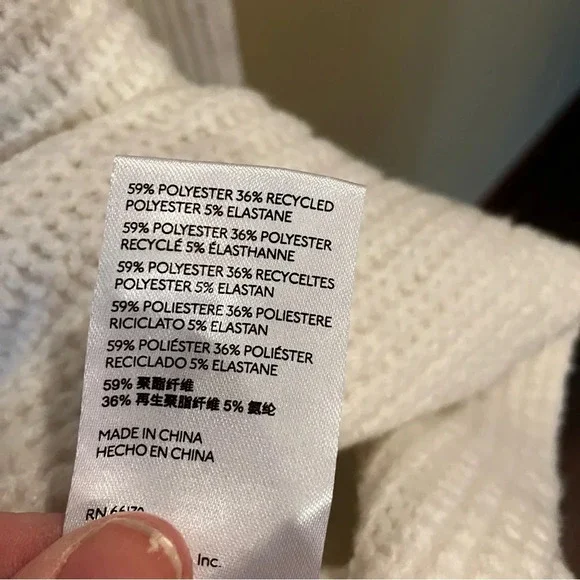 59% POLYESTER 36% RECYCLED
POLYESTER 5% ELASTANE
59% POLYESTER 36% POLYESTER
RECYCLÉ 5% ÉLASTHANNE
59% POLYESTER 36% RECYCELTES
POLYESTER 5% ELASTAN
59% POLIESTERE 36% POLIESTERE
RICICLATO 5% ELASTAN
59% POLIÉSTER 36% POLIÉSTER
RECICLADO 5% ELASTANE
59% 聚酯纤维
36% 再生聚脂纤维 5% 氨纶
MADE IN CHINA
HECHO EN CHINA
RN
Inc.